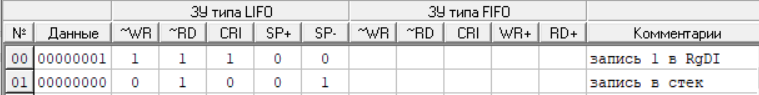 ЗУ типа LIFO ЗУ типа FIFO
№ Данные ~WR ~RD CRI SP+ SP- ~WR ~RD CRI WR+ RD+ Комментарии
00 00000001 1 1 1 0 0 запись 1 в RgDI
01 00000000 0 1 0 0 1 запись в стек